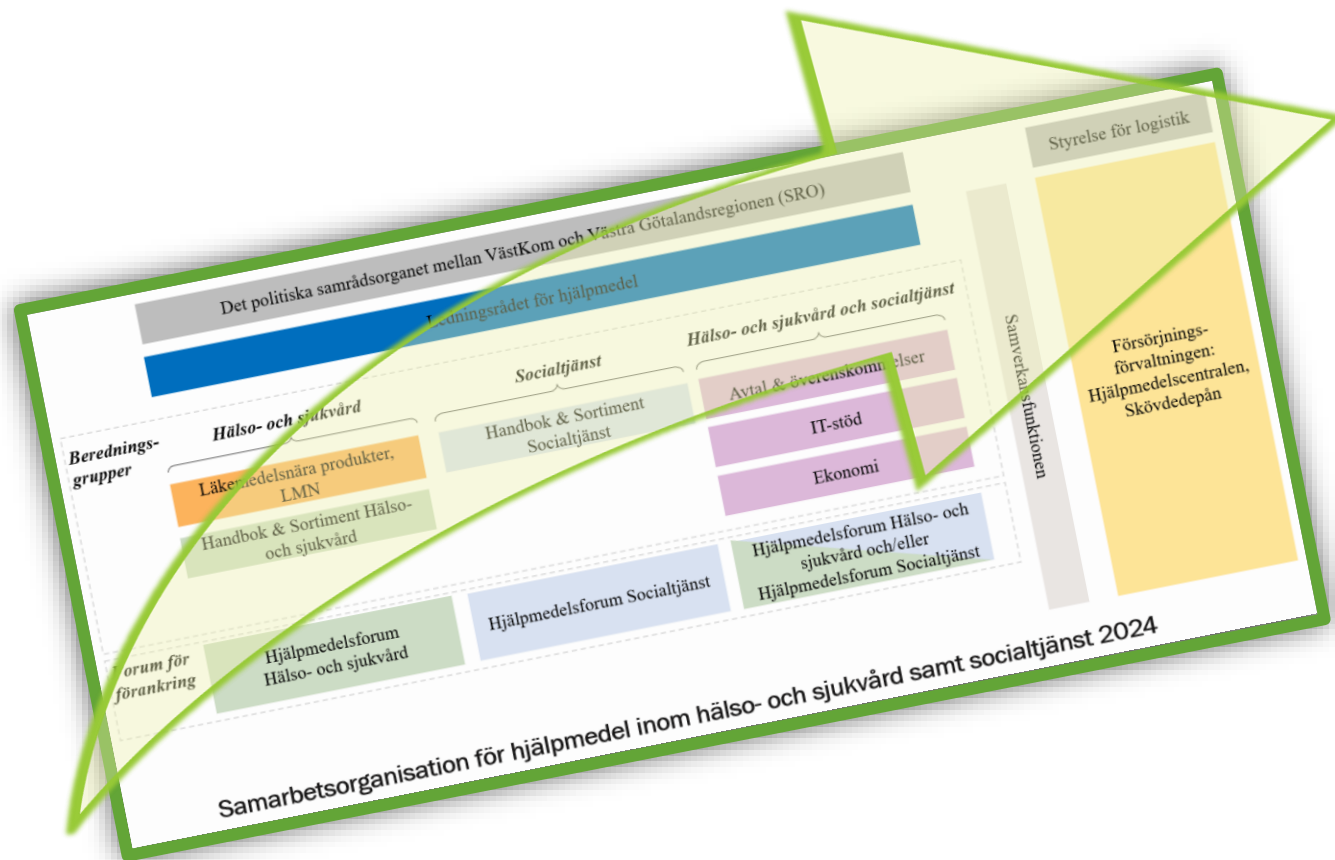 Styrelse för logistik
Det politiska samrådsorganet mellan VästKom och Västra Götalandsregionen (SRO)
Ledningsrådet för hjälpmedel
Hälso- och sjukvård och socialtjänst
Socialtjänst
Hälso- och sjukvård
Berednings-
grupper
Läkemedelsnära produkter,
LMN
Handbok & Sortiment Hälso-
och sjukvård
Handbok & Sortiment
Socialtjänst
Avtal & överenskommelser
IT-stöd
Ekonomi
Samverkansfunktionen
Försörjnings-
förvaltningen:
Hjälpmedelscentralen,
Skövdedepån
Forum för
förankring
Hjälpmedelsforum
Hälso- och sjukvård
Hjälpmedelsforum Socialtjänst
Hjälpmedelsforum Hälso- och
sjukvård och/eller
Hjälpmedelsforum Socialtjänst
Samarbetsorganisation för hjälpmedel inom hälso- och sjukvård samt socialtjänst 2024